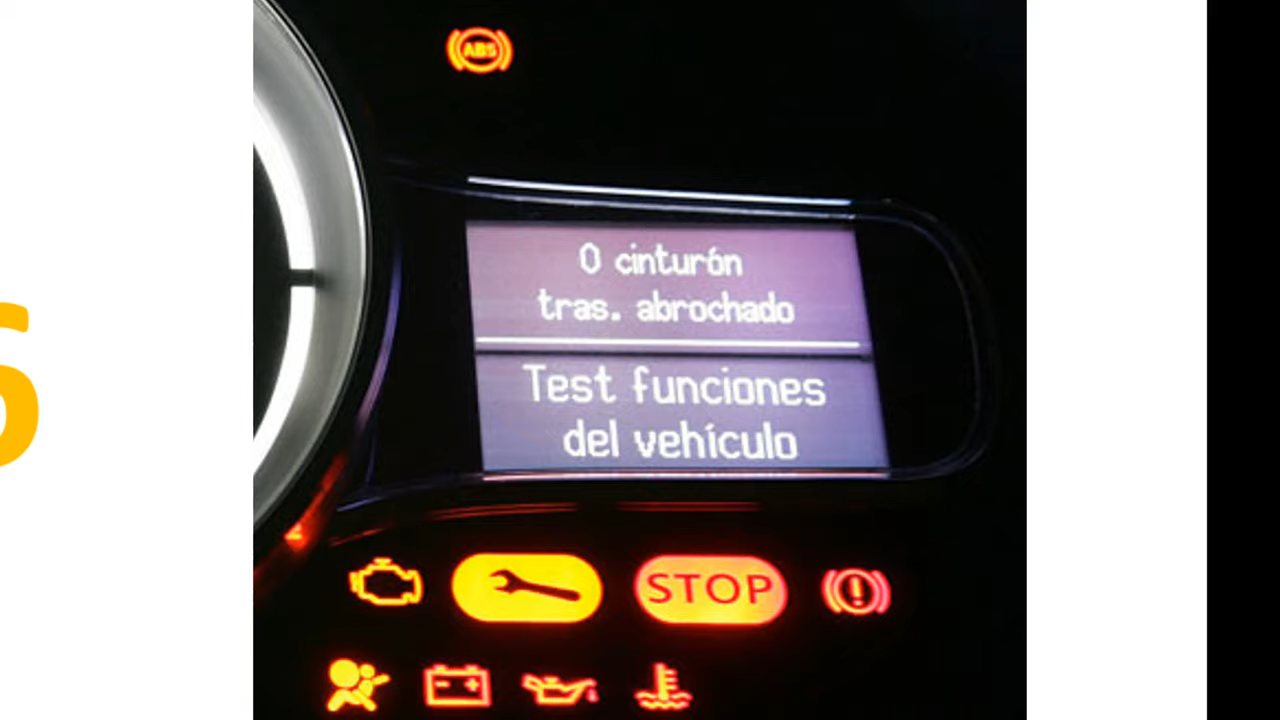 ABS
0 cinturón
tras. abrochado
Test funciones
del vehículo
STOP